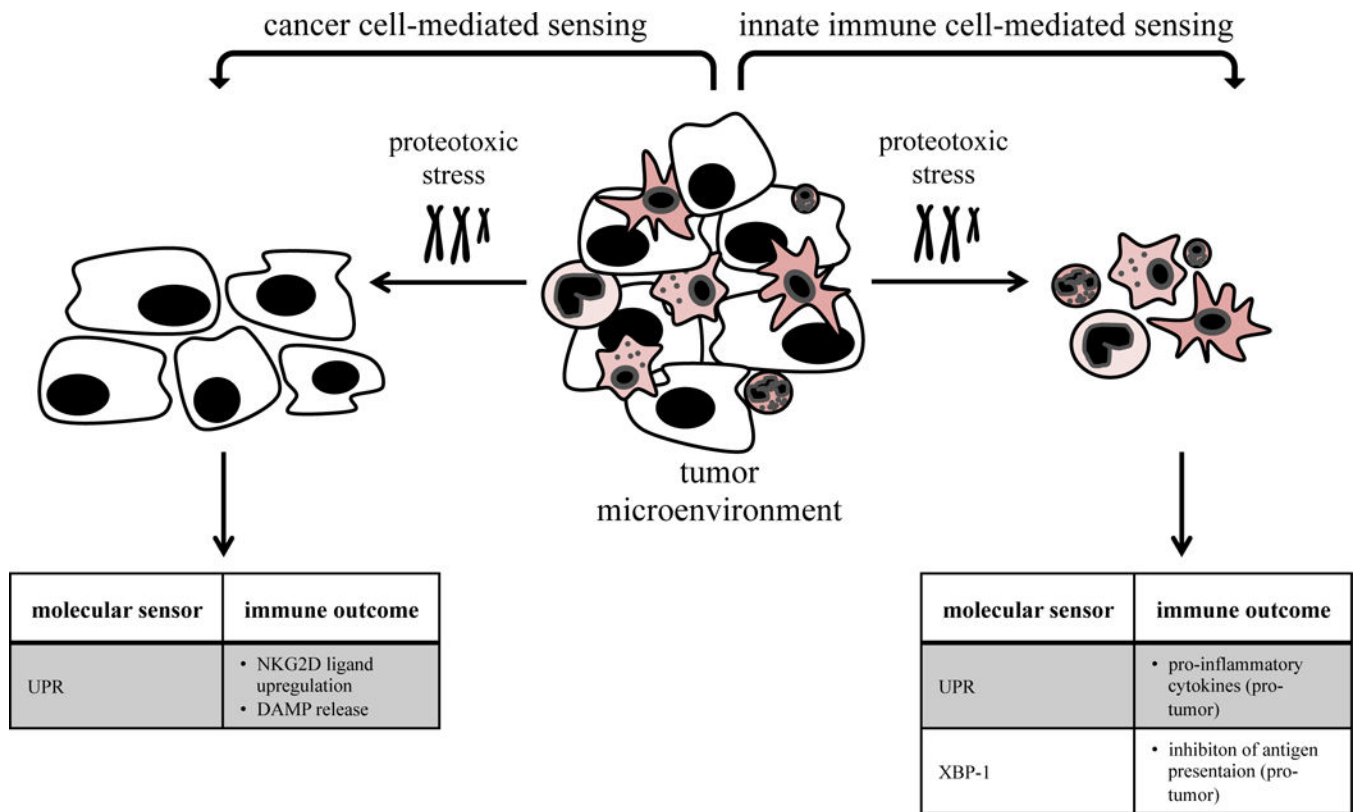 cancer cell-mediated sensing
innate immune cell-mediated sensing
proteotoxic
stress
proteotoxic
stress
tumor
microenvironment
molecular sensor
immune outcome
UPR
• NKG2D ligand
upregulation
• DAMP release
molecular sensor
immune outcome
UPR
• pro-inflammatory
cytokines (pro-
tumor)
XBP-1
• inhibiton of antigen
presentaion (pro-
tumor)